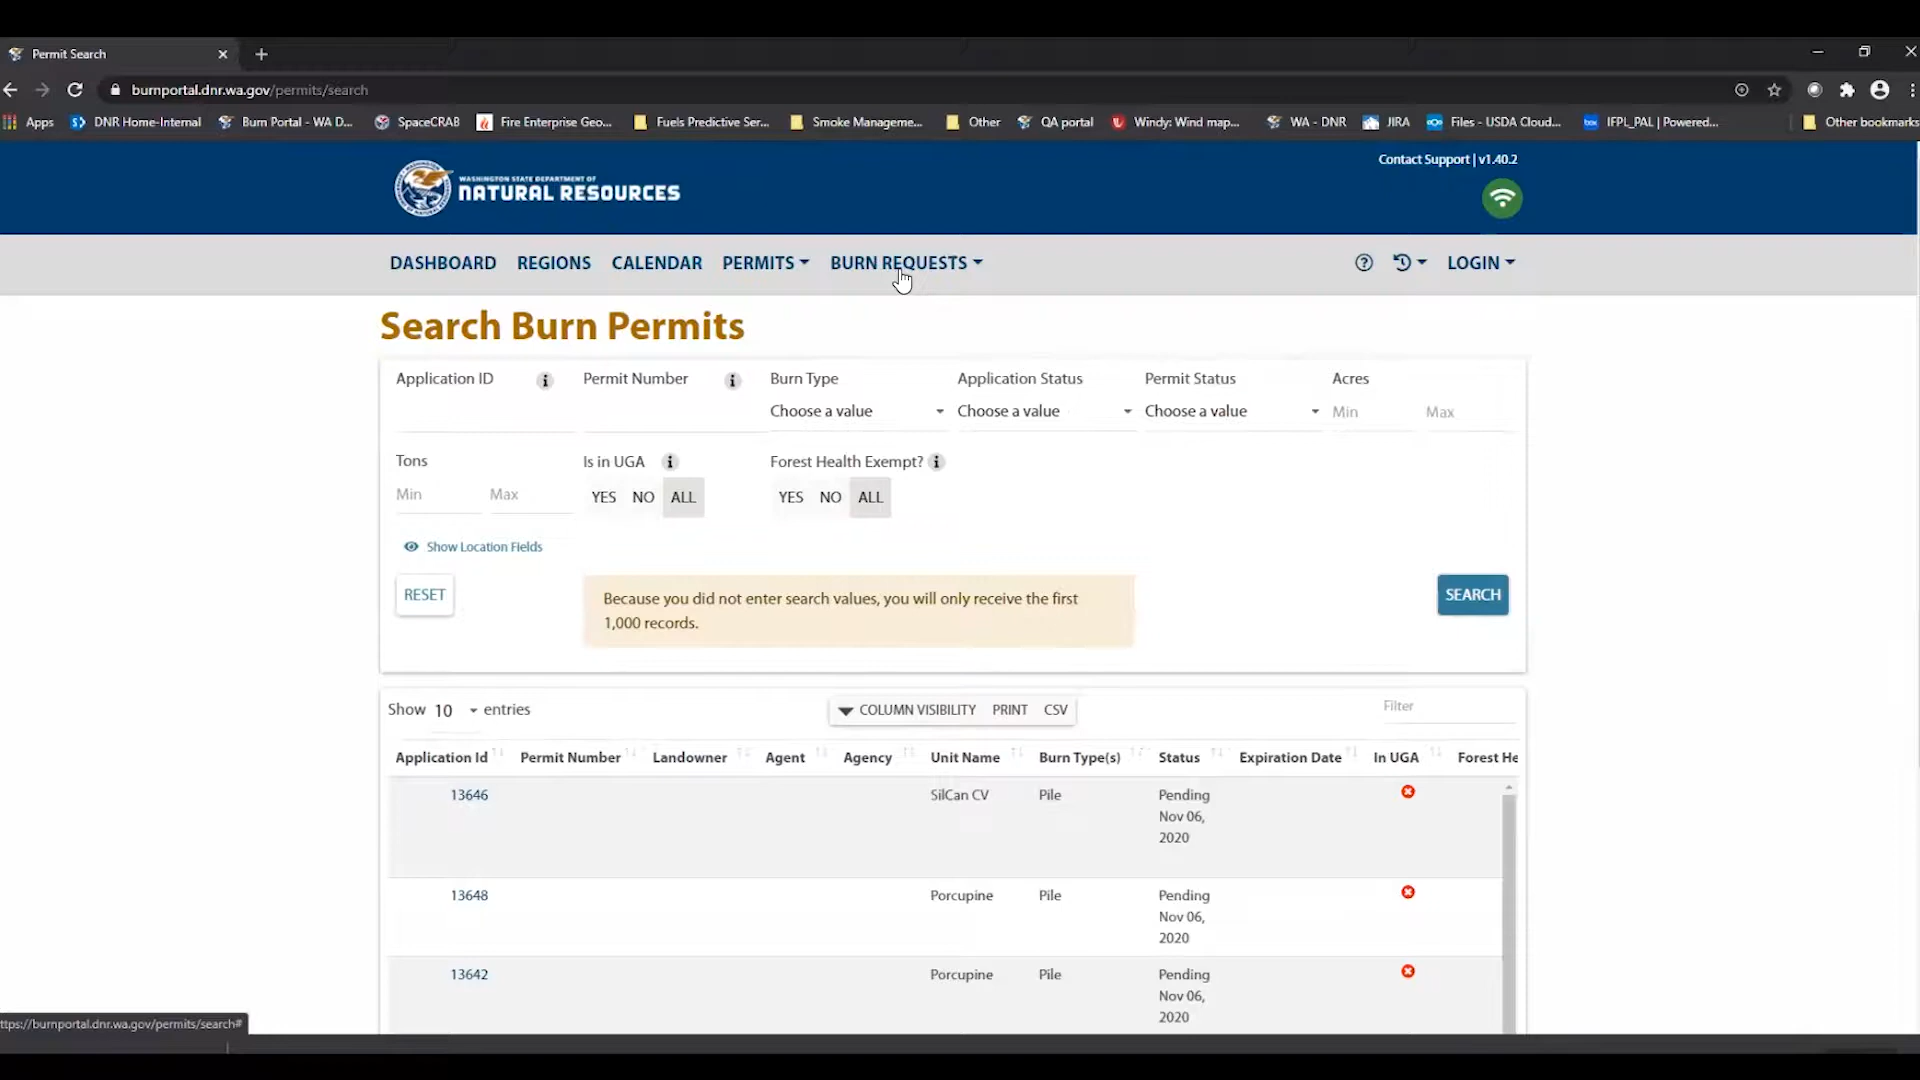 Permit Search
burnportal.dnr.wa.gov/permits/search
Apps
DNR Home-Internal
Burn Portal - WA D...
SpaceCRAB
Fire Enterprise Geo...
Fuels Predictive Ser...
Smoke Manageme...
Other
QA portal
Windy: Wind map...
WA - DNR
JIRA
Files - USDA Cloud...
IFPL_PAL | Powered...
Other bookmarks
Contact Support | v1.40.2
WASHINGTON STATE DEPARTMENT OF
NATURAL RESOURCES
DASHBOARD REGIONS CALENDAR PERMITS BURN REQUESTS LOGIN
Search Burn Permits
Application ID Permit Number Burn Type Application Status Permit Status Acres
Choose a value Choose a value Choose a value Min Max
Tons Is in UGA Forest Health Exempt?
Min Max YES NO ALL YES NO ALL
Show Location Fields
RESET
Because you did not enter search values, you will only receive the first
1,000 records.
SEARCH
Show 10 entries COLUMN VISIBILITY PRINT CSV Filter
Application Id Permit Number Landowner Agent Agency Unit Name Burn Type(s) Status Expiration Date In UGA Forest He
13646 SilCan CV Pile Pending
Nov 06,
2020
13648 Porcupine Pile Pending
Nov 06,
2020
13642 Porcupine Pile Pending
Nov 06,
2020
ttps://burnportal.dnr.wa.gov/permits/search#